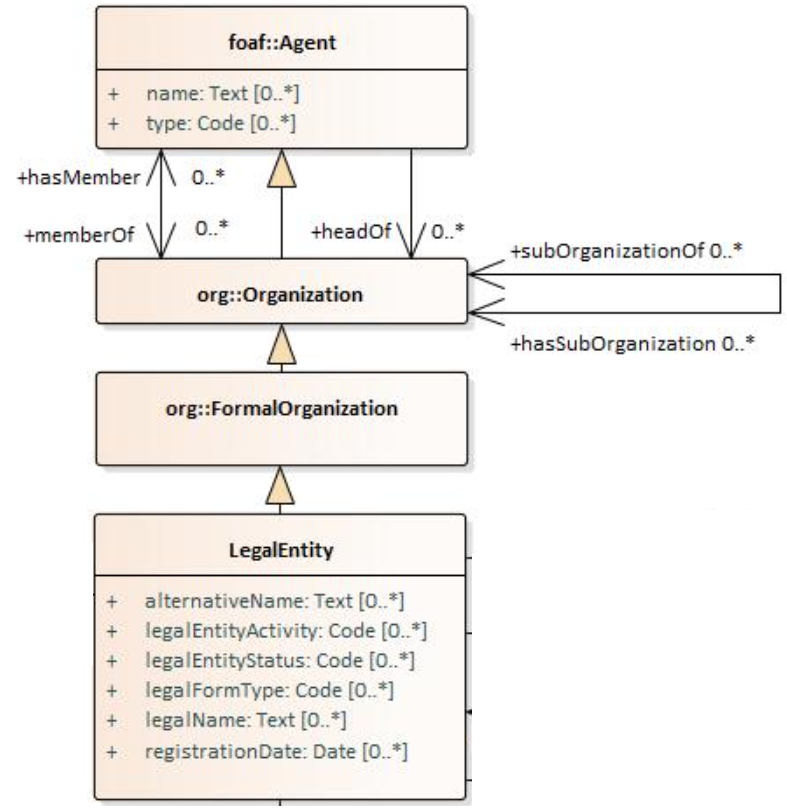 foaf::Agent
+ name: Text [0..*]
+ type: Code [0..*]
+hasMember 0..*
+memberOf 0..*
+headOf 0..*
+subOrganizationOf 0..*
org::Organization
+hasSubOrganization 0..*
org::FormalOrganization
LegalEntity
+ alternativeName: Text [0..*]
+ legalEntityActivity: Code [0..*]
+ legalEntityStatus: Code [0..*]
+ legalFormType: Code [0..*]
+ legalName: Text [0..*]
+ registrationDate: Date [0..*]